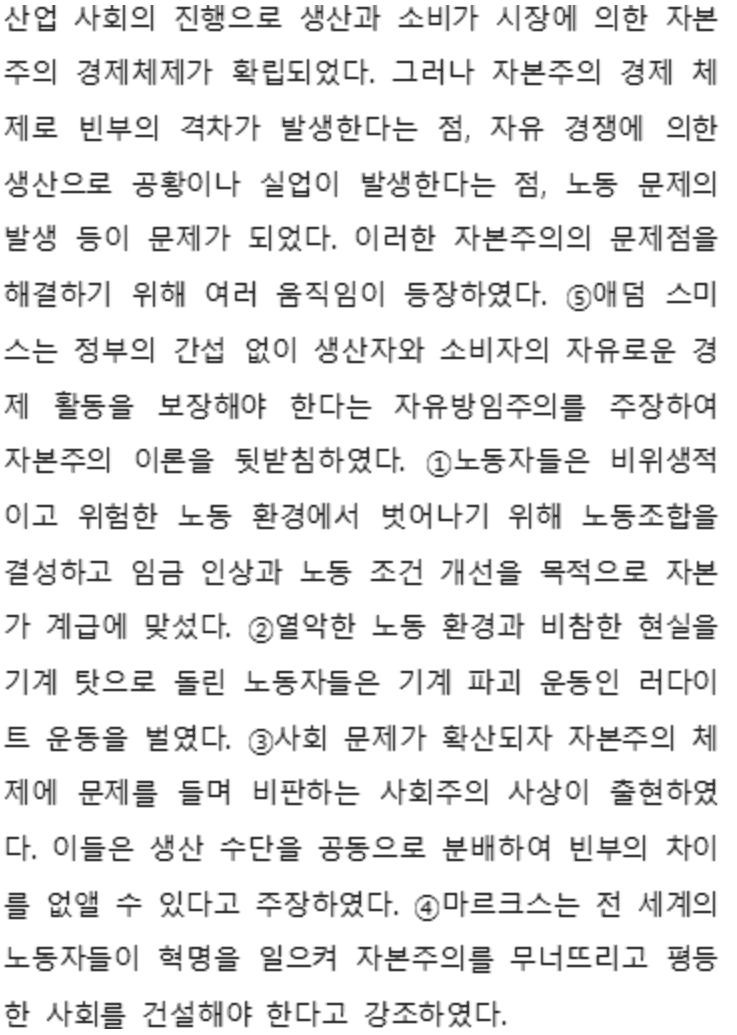 산업 사회의 진행으로 생산과 소비가 시장에 의한 자본
주의 경제체제가 확립되었다. 그러나 자본주의 경제 체
제로 빈부의 격차가 발생한다는 점, 자유 경쟁에 의한
생산으로 공황이나 실업이 발생한다는 점, 노동 문제의
발생 등이 문제가 되었다. 이러한 자본주의의 문제점을
해결하기 위해 여러 움직임이 등장하였다. ⑤애덤 스미
스는 정부의 간섭 없이 생산자와 소비자의 자유로운 경
제 활동을 보장해야 한다는 자유방임주의를 주장하여
자본주의 이론을 뒷받침하였다. ①노동자들은 비위생적
이고 위험한 노동 환경에서 벗어나기 위해 노동조합을
결성하고 임금 인상과 노동 조건 개선을 목적으로 자본
가 계급에 맞섰다. ②열악한 노동 환경과 비참한 현실을
기계 탓으로 돌린 노동자들은 기계 파괴 운동인 러다이
트 운동을 벌였다. ③사회 문제가 확산되자 자본주의 체
제에 문제를 들며 비판하는 사회주의 사상이 출현하였
다. 이들은 생산 수단을 공동으로 분배하여 빈부의 차이
를 없앨 수 있다고 주장하였다. ④마르크스는 전 세계의
노동자들이 혁명을 일으켜 자본주의를 무너뜨리고 평등
한 사회를 건설해야 한다고 강조하였다.